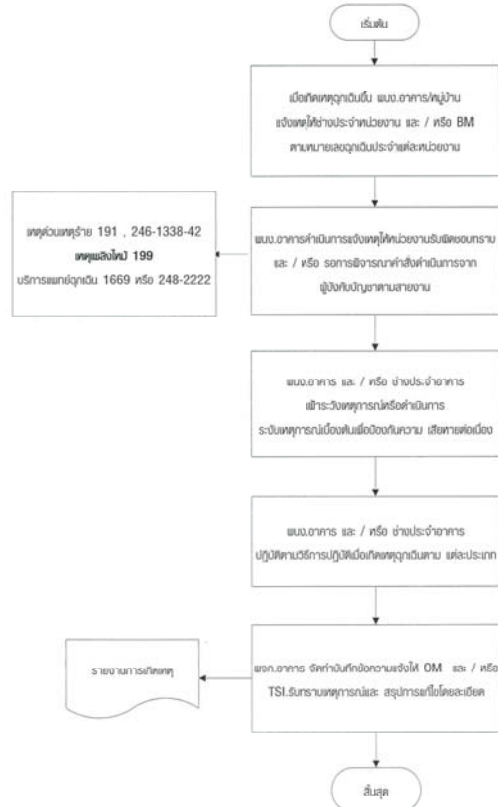 เริ่มต้น
เมื่อเกิดเหตุฉุกเฉินขึ้น พนง.อาคาร/หมู่บ้าน
แจ้งเหตุให้ช่างประจำหน่วยงาน และ / หรือ BM
ตามหมายเลขฉุกเฉินประจำแต่ละหน่วยงาน
เหตุด่วนเหตุร้าย 191 , 246-1338-42
เหตุเพลิงไหม้ 199
บริการแพทย์ฉุกเฉิน 1669 หรือ 248-2222
พนง.อาคารดำเนินการแจ้งเหตุให้หน่วยงานรับผิดชอบทราบ
และ / หรือ รอการพิจารณาคำสั่งดำเนินการจาก
ผู้บังคับบัญชาตามสายงาน
พนง.อาคาร และ / หรือ ช่างประจำอาคาร
เฝ้าระวังเหตุการณ์หรือดำเนินการ
ระงับเหตุการณ์เบื้องต้นเพื่อป้องกันความ เสียหายต่อเนื่อง
พนง.อาคาร และ / หรือ ช่างประจำอาคาร
ปฏิบัติตามวิธีการปฏิบัติเมื่อเกิดเหตุฉุกเฉินตาม แต่ละประเภท
รายงานการเกิดเหตุ
ผจก.อาคาร จัดทำบันทึกข้อความแจ้งให้ OM และ / หรือ
TSI.รับทราบเหตุการณ์และ สรุปการแก้ไขโดยละเอียด
สิ้นสุด